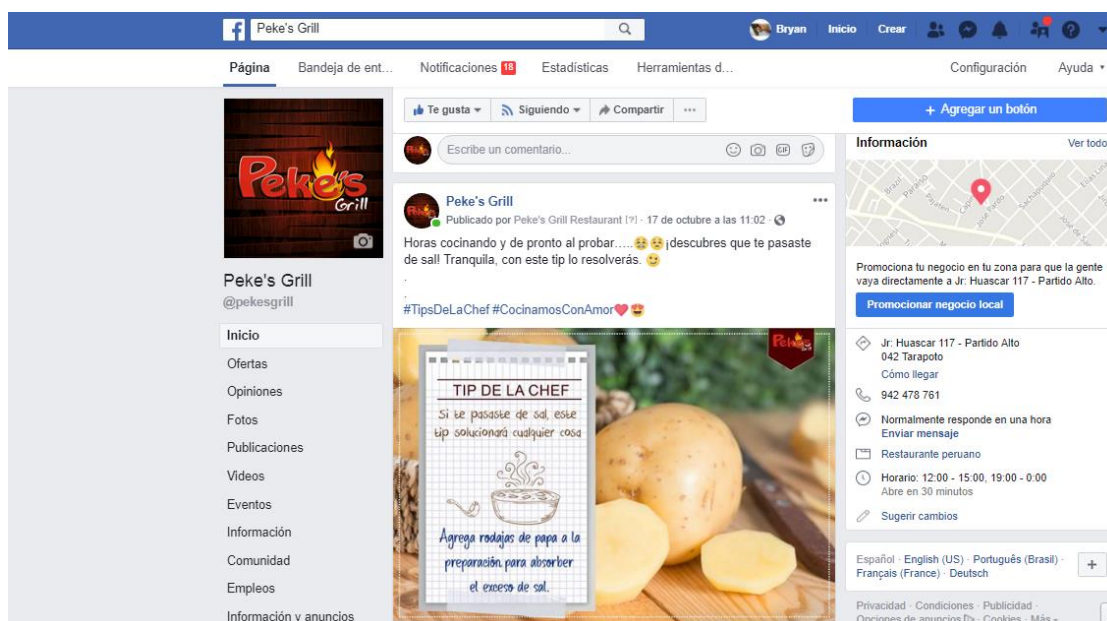 Peke's Grill
Bryan
Inicio
Crear
Página
Bandeja de ent...
Notificaciones 18
Estadísticas
Herramientas d...
Configuración
Ayuda
Peke's
Grill
Te gusta
Siguiendo
Compartir
...
+ Agregar un botón
Escribe un comentario...
GIF
Peke's Grill
Publicado por Peke's Grill Restaurant [?] · 17 de octubre a las 11:02 ·
Horas cocinando y de pronto al probar..... ¡descubres que te pasaste
de sal! Tranquila, con este tip lo resolverás.
.
.
#TipsDeLaChef #CocinamosConAmor
Peke's
TIP DE LA CHEF
Si te pasaste de sal, este
tip solucionará cualquier cosa
Agrega rodajas de papa a la
preparación para absorber
el exceso de sal.
Peke's Grill
@pekesgrill
Inicio
Ofertas
Opiniones
Fotos
Publicaciones
Videos
Eventos
Información
Comunidad
Empleos
Información y anuncios
Información
Ver todo
Promociona tu negocio en tu zona para que la gente
vaya directamente a Jr: Huascar 117 - Partido Alto.
Promocionar negocio local
Jr: Huascar 117 - Partido Alto
042 Tarapoto
Cómo llegar
942 478 761
Normalmente responde en una hora
Enviar mensaje
Restaurante peruano
Horario: 12:00 - 15:00, 19:00 - 0:00
Abre en 30 minutos
Sugerir cambios
Español · English (US) · Português (Brasil) ·
Français (France) · Deutsch
+
Privacidad · Condiciones · Publicidad ·
Opciones de anuncios · Cookies · Más